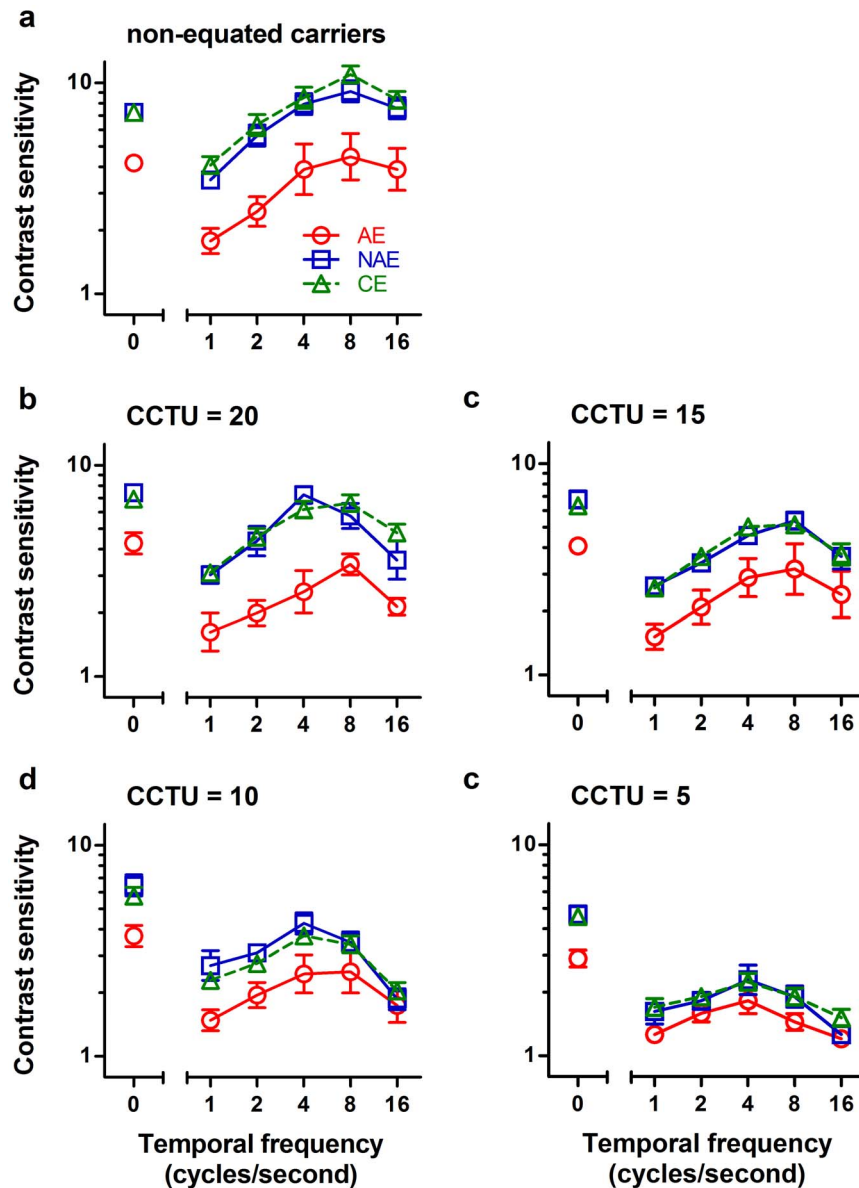 a
non-equated carriers
Contrast sensitivity
10
1
0 1 2 4 8 16
AE
NAE
CE
b
CCTU = 20
Contrast sensitivity
10
1
0 1 2 4 8 16
c
CCTU = 15
10
1
0 1 2 4 8 16
d
CCTU = 10
Contrast sensitivity
10
1
0 1 2 4 8 16
Temporal frequency
(cycles/second)
c
CCTU = 5
10
1
0 1 2 4 8 16
Temporal frequency
(cycles/second)